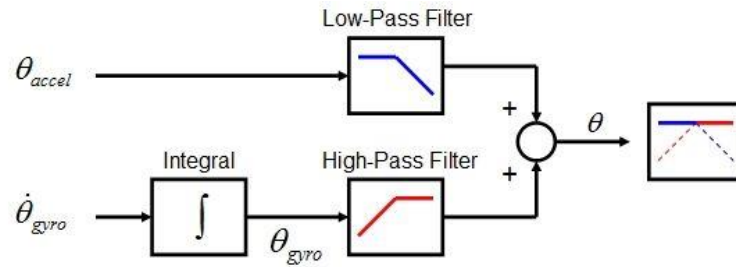 Low-Pass Filter
θaccel
+
θ
Integral
High-Pass Filter
+
θ̇gyro
∫
θgyro